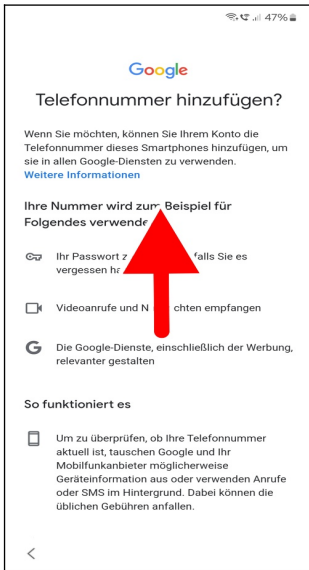 47%
Google
Telefonnummer hinzufügen?
Wenn Sie möchten, können Sie Ihrem Konto die
Telefonnummer dieses Smartphones hinzufügen, um
sie in allen Google-Diensten zu verwenden.
Weitere Informationen
Ihre Nummer wird zum Beispiel für
Folgendes
Ihr Passwort falls Sie es
vergessen
Videoanrufe und empfangen
G Die Google-Dienste, einschließlich der Werbung,
relevanter gestalten
So funktioniert es
Um zu überprüfen, ob Ihre Telefonnummer
aktuell ist, tauschen Google und Ihr
Mobilfunkanbieter möglicherweise
Geräteinformation aus oder verwenden Anrufe
oder SMS im Hintergrund. Dabei können die
üblichen Gebühren anfallen.